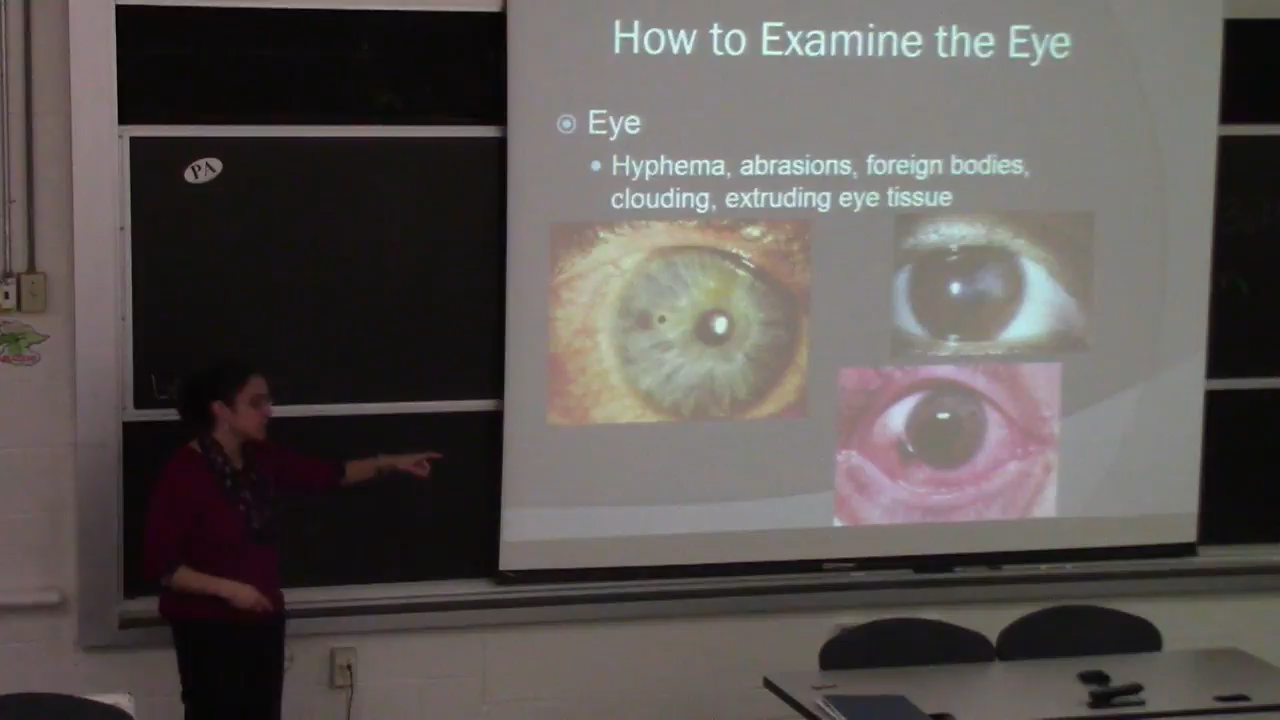 How to Examine the Eye
Eye
Hyphema, abrasions, foreign bodies,
clouding, extruding eye tissue
PA